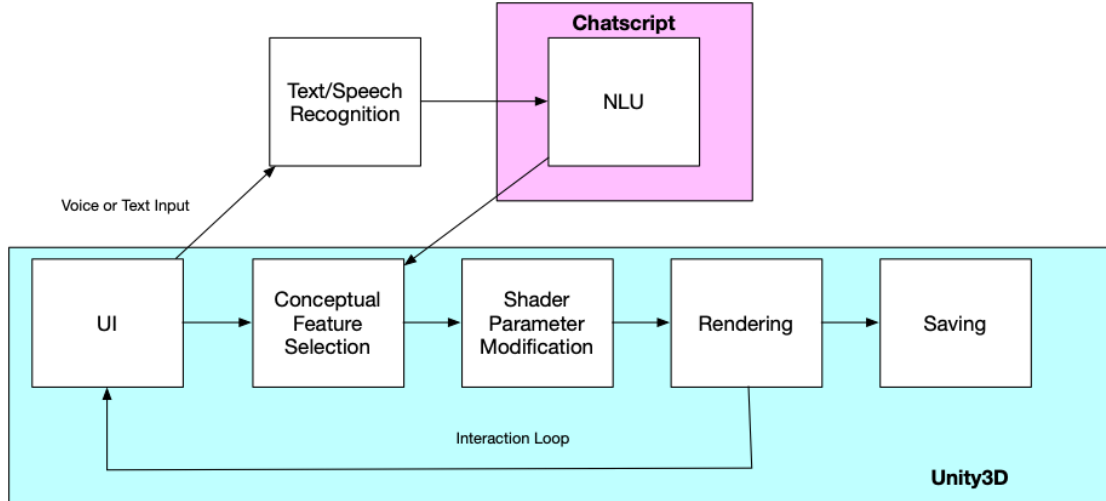 Chatscript
Text/Speech
Recognition
NLU
Voice or Text Input
UI
Conceptual
Feature
Selection
Shader
Parameter
Modification
Rendering
Saving
Interaction Loop
Unity3D